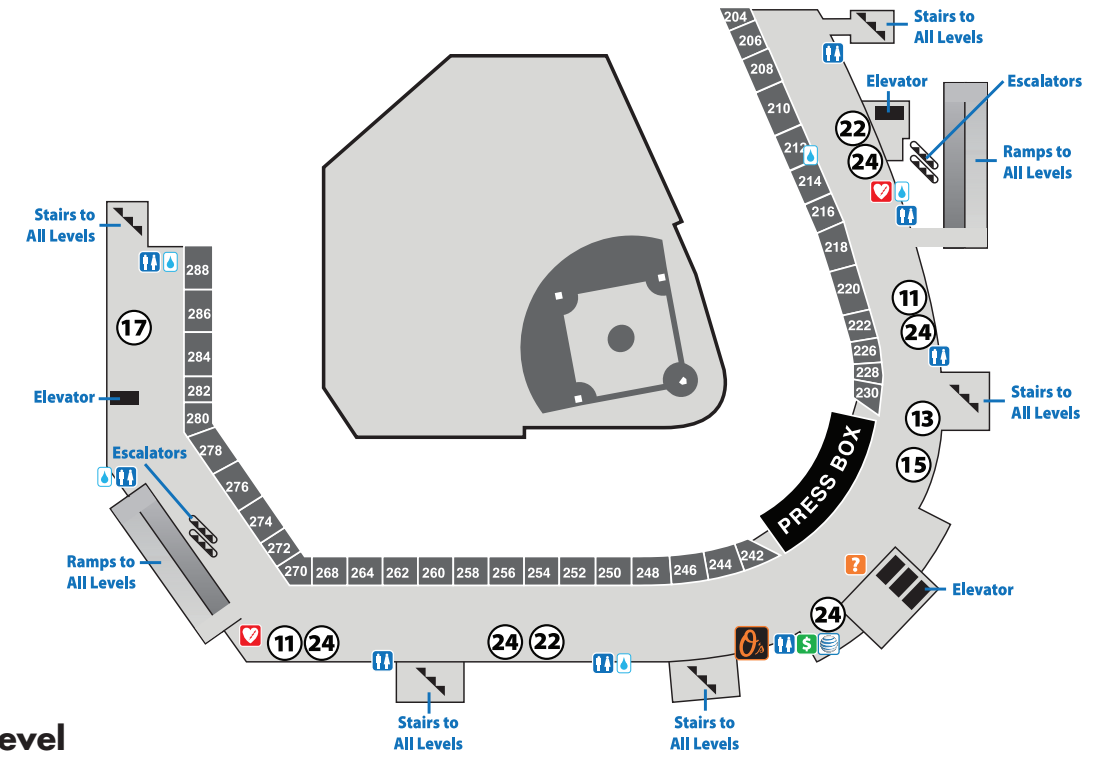 204
206
208
210
212
214
216
218
220
222
226
228
230
Stairs to
All Levels
Elevator
Escalators
Ramps to
All Levels
22
24
11
24
Stairs to
All Levels
13
15
PRESS BOX
?
Elevator
24
O's
$
Stairs to
All Levels
288
286
284
282
280
278
276
274
272
270
268
264
262
260
258
256
254
252
250
248
246
244
242
17
Elevator
Escalators
Ramps to
All Levels
11
24
24
22
Stairs to
All Levels
Stairs to
All Levels
evel